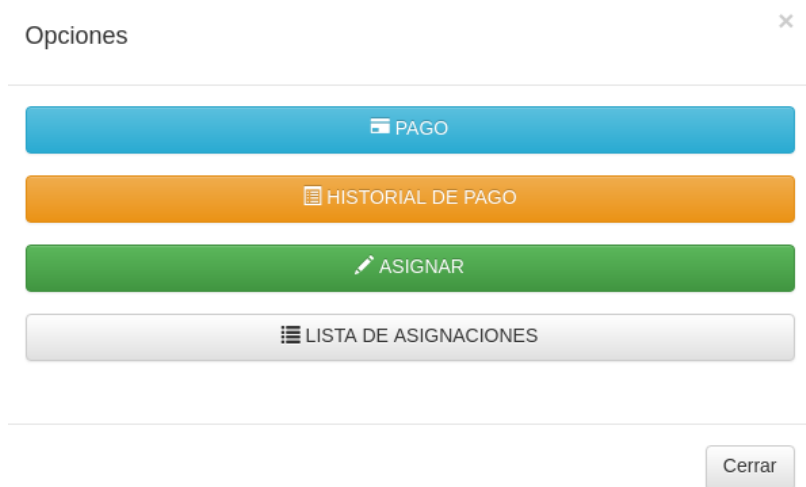 Opciones
×
PAGO
HISTORIAL DE PAGO
ASIGNAR
LISTA DE ASIGNACIONES
Cerrar